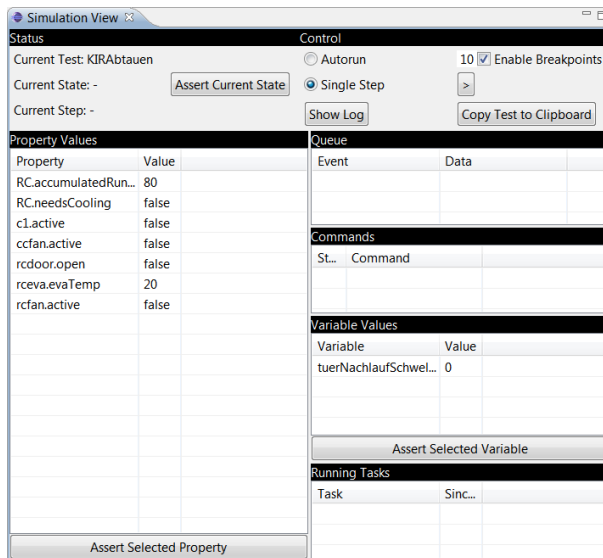 Simulation View
Status Control
Current Test: KIRAbtauen Autorun 10 Enable Breakpoints
Current State: - Assert Current State Single Step >
Current Step: - Show Log Copy Test to Clipboard
Property Values
Property Value
RC.accumulatedRun... 80
RC.needsCooling false
c1.active false
ccfan.active false
rcdoor.open false
rceva.evaTemp 20
rcfan.active false
Assert Selected Property
Queue
Event Data
Commands
St... Command
Variable Values
Variable Value
tuerNachlaufSchwel... 0
Assert Selected Variable
Running Tasks
Task Sinc...